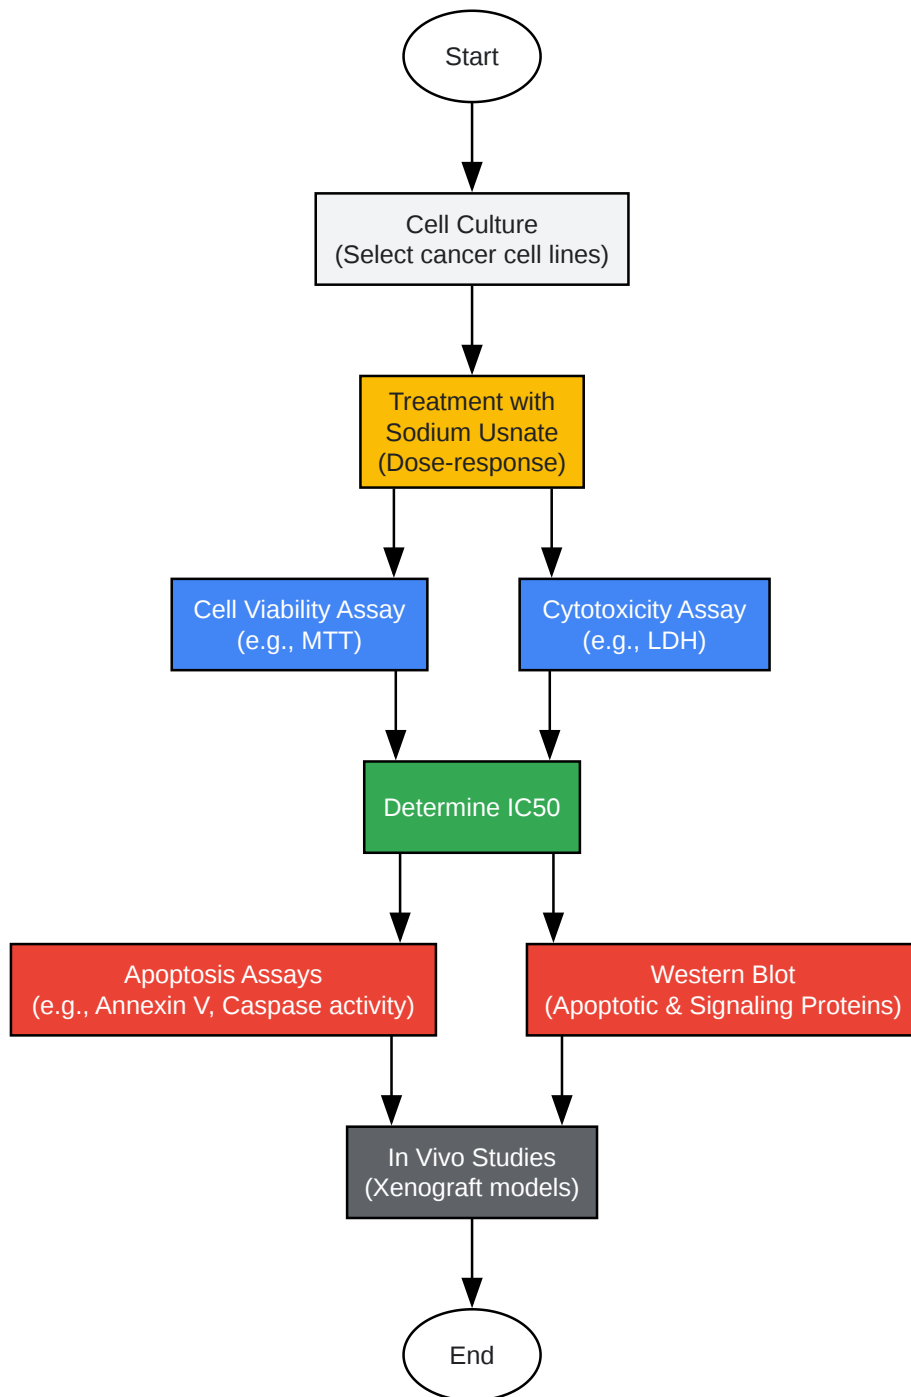 Start
Cell Culture
(Select cancer cell lines)
Treatment with
Sodium Usnate
(Dose-response)
Cell Viability Assay
(e.g., MTT)
Cytotoxicity Assay
(e.g., LDH)
Determine IC50
Apoptosis Assays
(e.g., Annexin V, Caspase activity)
Western Blot
(Apoptotic & Signaling Proteins)
In Vivo Studies
(Xenograft models)
End